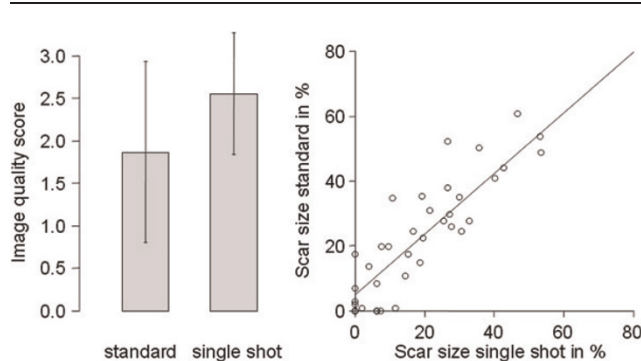 Image quality score
3.0
2.5
2.0
1.5
1.0
0.5
0.0
standard single shot
Scar size standard in %
80
60
40
20
0
0 20 40 60 80
Scar size single shot in %